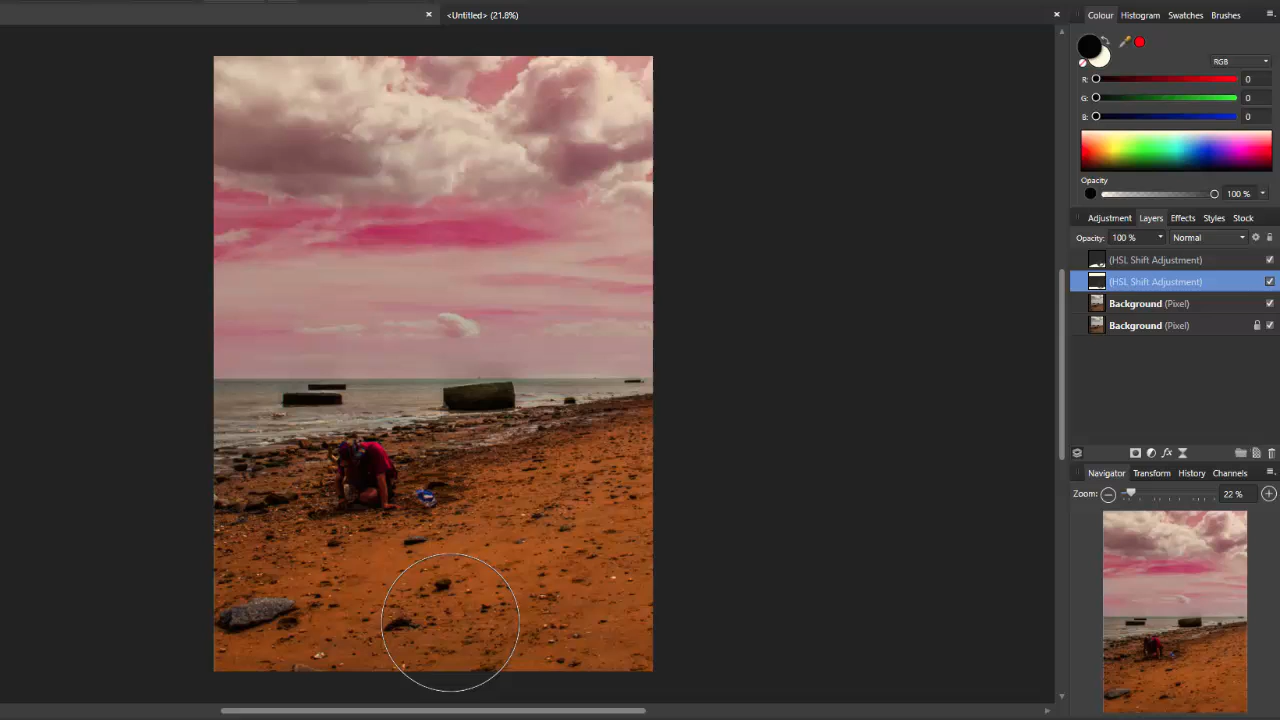 <Untitled> (21.8%)
Colour Histogram Swatches Brushes
RGB
R: 0
G: 0
B: 0
Opacity
100 %
Adjustment Layers Effects Styles Stock
Opacity: 100 % Normal
(HSL Shift Adjustment)
(HSL Shift Adjustment)
Background (Pixel)
Background (Pixel)
fx
Navigator Transform History Channels
Zoom: 22 %